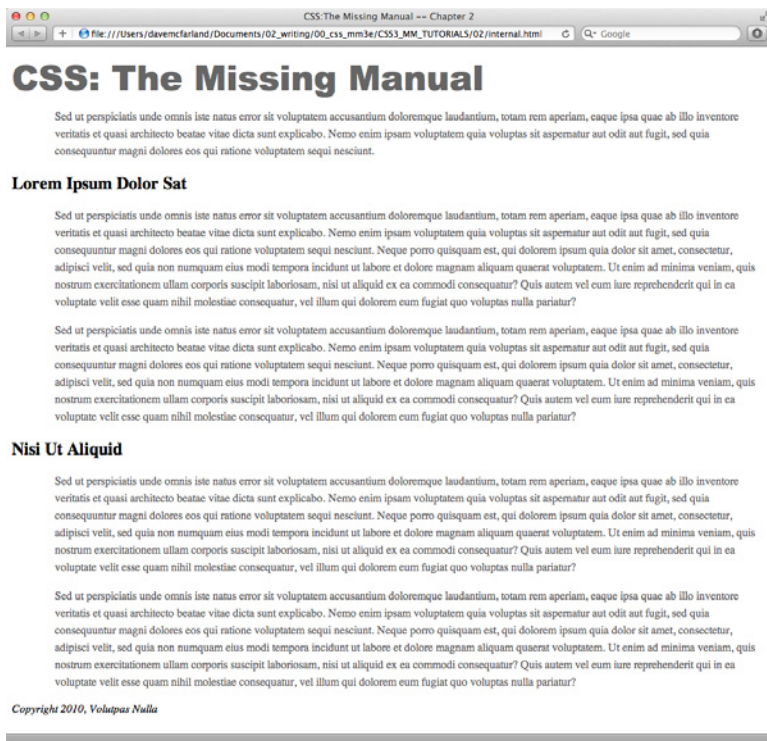 CSS:The Missing Manual -- Chapter 2
file:///Users/davemcfarland/Documents/02_writing/00_css_mm3e/CSS3_MM_TUTORIALS/02/internal.html
Google
CSS: The Missing Manual
Sed ut perspiciatis unde omnis iste natus error sit voluptatem accusantium doloremque laudantium, totam rem aperiam, eaque ipsa quae ab illo inventore
veritatis et quasi architecto beatae vitae dicta sunt explicabo. Nemo enim ipsam voluptatem quia voluptas sit aspernatur aut odit aut fugit, sed quia
consequuntur magni dolores eos qui ratione voluptatem sequi nesciunt.
Lorem Ipsum Dolor Sat
Sed ut perspiciatis unde omnis iste natus error sit voluptatem accusantium doloremque laudantium, totam rem aperiam, eaque ipsa quae ab illo inventore
veritatis et quasi architecto beatae vitae dicta sunt explicabo. Nemo enim ipsam voluptatem quia voluptas sit aspernatur aut odit aut fugit, sed quia
consequuntur magni dolores eos qui ratione voluptatem sequi nesciunt. Neque porro quisquam est, qui dolorem ipsum quia dolor sit amet, consectetur,
adipisci velit, sed quia non numquam eius modi tempora incidunt ut labore et dolore magnam aliquam quaerat voluptatem. Ut enim ad minima veniam, quis
nostrum exercitationem ullam corporis suscipit laboriosam, nisi ut aliquid ex ea commodi consequatur? Quis autem vel eum iure reprehenderit qui in ea
voluptate velit esse quam nihil molestiae consequatur, vel illum qui dolorem eum fugiat quo voluptas nulla pariatur?
Sed ut perspiciatis unde omnis iste natus error sit voluptatem accusantium doloremque laudantium, totam rem aperiam, eaque ipsa quae ab illo inventore
veritatis et quasi architecto beatae vitae dicta sunt explicabo. Nemo enim ipsam voluptatem quia voluptas sit aspernatur aut odit aut fugit, sed quia
consequuntur magni dolores eos qui ratione voluptatem sequi nesciunt. Neque porro quisquam est, qui dolorem ipsum quia dolor sit amet, consectetur,
adipisci velit, sed quia non numquam eius modi tempora incidunt ut labore et dolore magnam aliquam quaerat voluptatem. Ut enim ad minima veniam, quis
nostrum exercitationem ullam corporis suscipit laboriosam, nisi ut aliquid ex ea commodi consequatur? Quis autem vel eum iure reprehenderit qui in ea
voluptate velit esse quam nihil molestiae consequatur, vel illum qui dolorem eum fugiat quo voluptas nulla pariatur?
Nisi Ut Aliquid
Sed ut perspiciatis unde omnis iste natus error sit voluptatem accusantium doloremque laudantium, totam rem aperiam, eaque ipsa quae ab illo inventore
veritatis et quasi architecto beatae vitae dicta sunt explicabo. Nemo enim ipsam voluptatem quia voluptas sit aspernatur aut odit aut fugit, sed quia
consequuntur magni dolores eos qui ratione voluptatem sequi nesciunt. Neque porro quisquam est, qui dolorem ipsum quia dolor sit amet, consectetur,
adipisci velit, sed quia non numquam eius modi tempora incidunt ut labore et dolore magnam aliquam quaerat voluptatem. Ut enim ad minima veniam, quis
nostrum exercitationem ullam corporis suscipit laboriosam, nisi ut aliquid ex ea commodi consequatur? Quis autem vel eum iure reprehenderit qui in ea
voluptate velit esse quam nihil molestiae consequatur, vel illum qui dolorem eum fugiat quo voluptas nulla pariatur?
Sed ut perspiciatis unde omnis iste natus error sit voluptatem accusantium doloremque laudantium, totam rem aperiam, eaque ipsa quae ab illo inventore
veritatis et quasi architecto beatae vitae dicta sunt explicabo. Nemo enim ipsam voluptatem quia voluptas sit aspernatur aut odit aut fugit, sed quia
consequuntur magni dolores eos qui ratione voluptatem sequi nesciunt. Neque porro quisquam est, qui dolorem ipsum quia dolor sit amet, consectetur,
adipisci velit, sed quia non numquam eius modi tempora incidunt ut labore et dolore magnam aliquam quaerat voluptatem. Ut enim ad minima veniam, quis
nostrum exercitationem ullam corporis suscipit laboriosam, nisi ut aliquid ex ea commodi consequatur? Quis autem vel eum iure reprehenderit qui in ea
voluptate velit esse quam nihil molestiae consequatur, vel illum qui dolorem eum fugiat quo voluptas nulla pariatur?
Copyright 2010, Volutpas Nulla